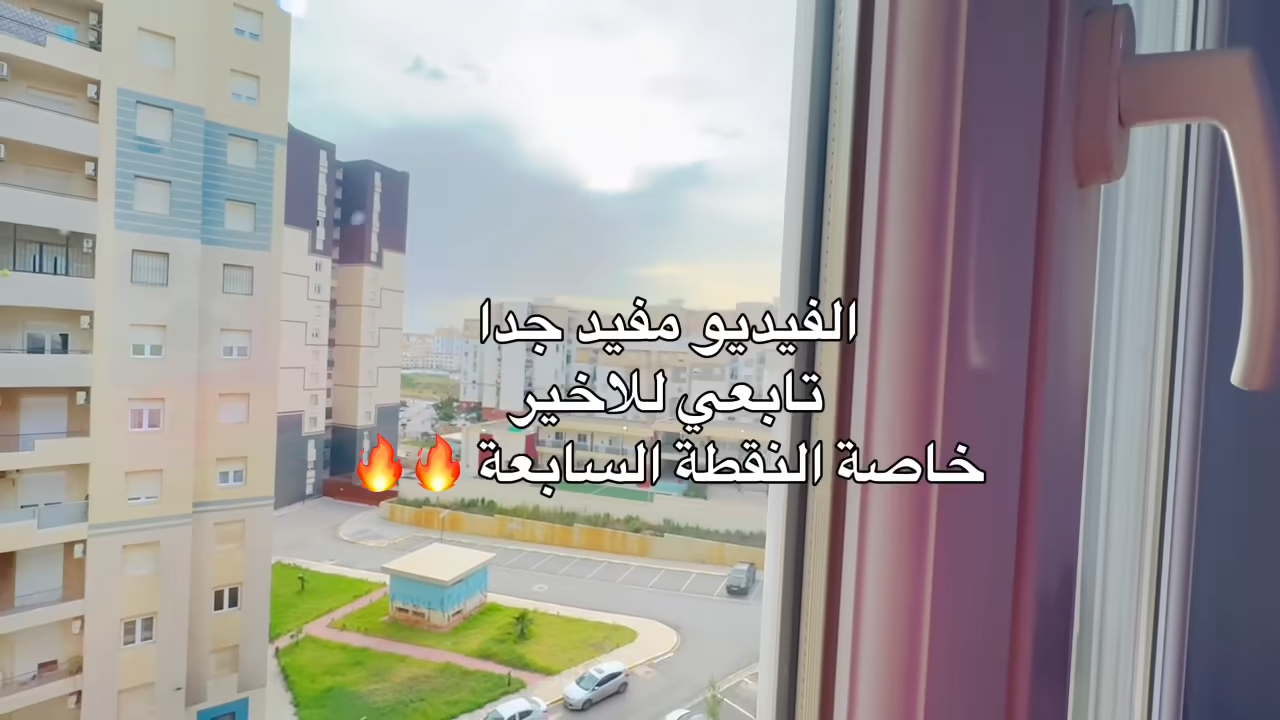 الفيديو مفيد جدا
تابعي للاخير
خاصة النقطة السابعة 🔥🔥